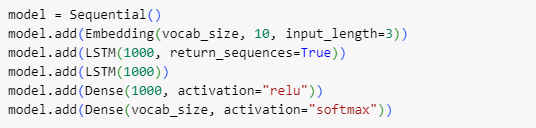 model = Sequential()
model.add(Embedding(vocab_size, 10, input_length=3))
model.add(LSTM(1000, return_sequences=True))
model.add(LSTM(1000))
model.add(Dense(1000, activation="relu"))
model.add(Dense(vocab_size, activation="softmax"))